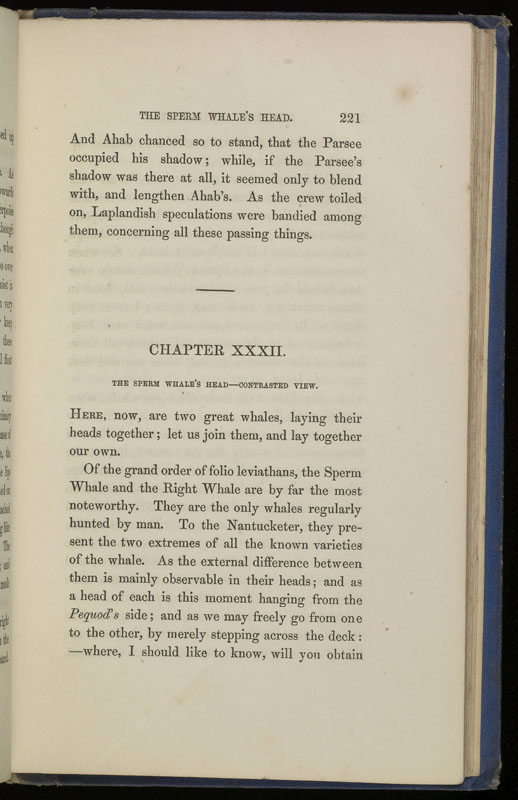 THE SPERM WHALE'S HEAD. 221
And Ahab chanced so to stand, that the Parsee
occupied his shadow; while, if the Parsee's
shadow was there at all, it seemed only to blend
with, and lengthen Ahab's. As the crew toiled
on, Laplandish speculations were bandied among
them, concerning all these passing things.
CHAPTER XXXII.
THE SPERM WHALE'S HEAD—CONTRASTED VIEW.
HERE, now, are two great whales, laying their
heads together; let us join them, and lay together
our own.
Of the grand order of folio leviathans, the Sperm
Whale and the Right Whale are by far the most
noteworthy. They are the only whales regularly
hunted by man. To the Nantucketer, they pre-
sent the two extremes of all the known varieties
of the whale. As the external difference between
them is mainly observable in their heads; and as
a head of each is this moment hanging from the
Pequod's side; and as we may freely go from one
to the other, by merely stepping across the deck:
—where, I should like to know, will you obtain